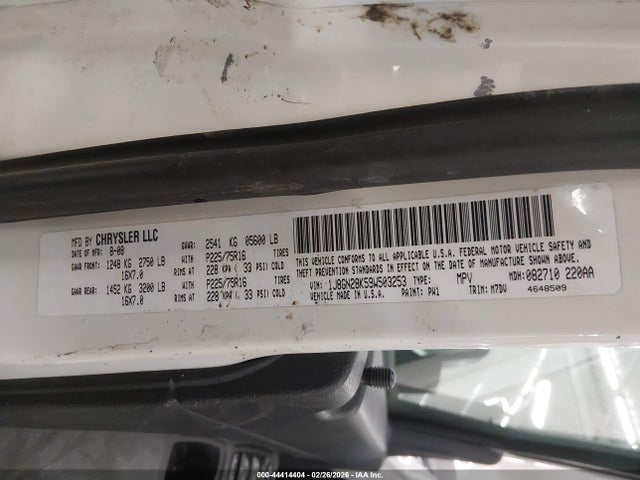 MFD BY CHRYSLER LLC
DATE OF MFR: 8-08 GVWR: 2541 KG 05600 LB
GAWR FRONT: 1248 KG 2750 LB P225/75R16 TIRES
16X7.0 RIMS AT 228 KPA/ 33 PSI COLD
GAWR REAR: 1452 KG 3200 LB P225/75R16 TIRES
16X7.0 RIMS AT 228 KPA/ 33 PSI COLD
THIS VEHICLE CONFORMS TO ALL APPLICABLE U.S.A. FEDERAL MOTOR VEHICLE SAFETY AND
THEFT PREVENTION STANDARDS IN EFFECT ON THE DATE OF MANUFACTURE SHOWN ABOVE.
VIN: 1J8GN28K59W503253 TYPE: MPV MDH: 082710 220AA
VEHICLE MADE IN U.S.A. PAINT: PW1 TRIM: M7DV 4648509
000-44414404 - 02/26/2026 - IAAI, Inc.